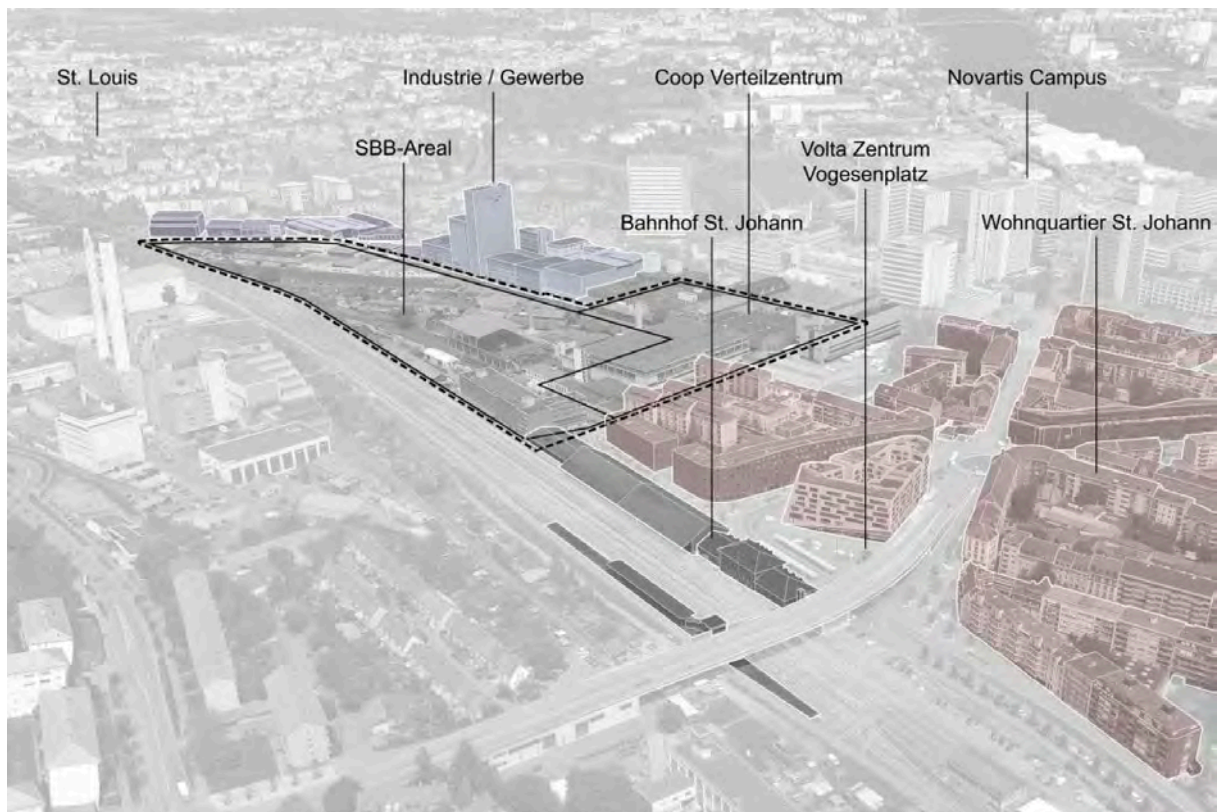 St. Louis
Industrie / Gewerbe
Coop Verteilzentrum
Novartis Campus
SBB-Areal
Volta Zentrum
Vogesenplatz
Bahnhof St. Johann
Wohnquartier St. Johann